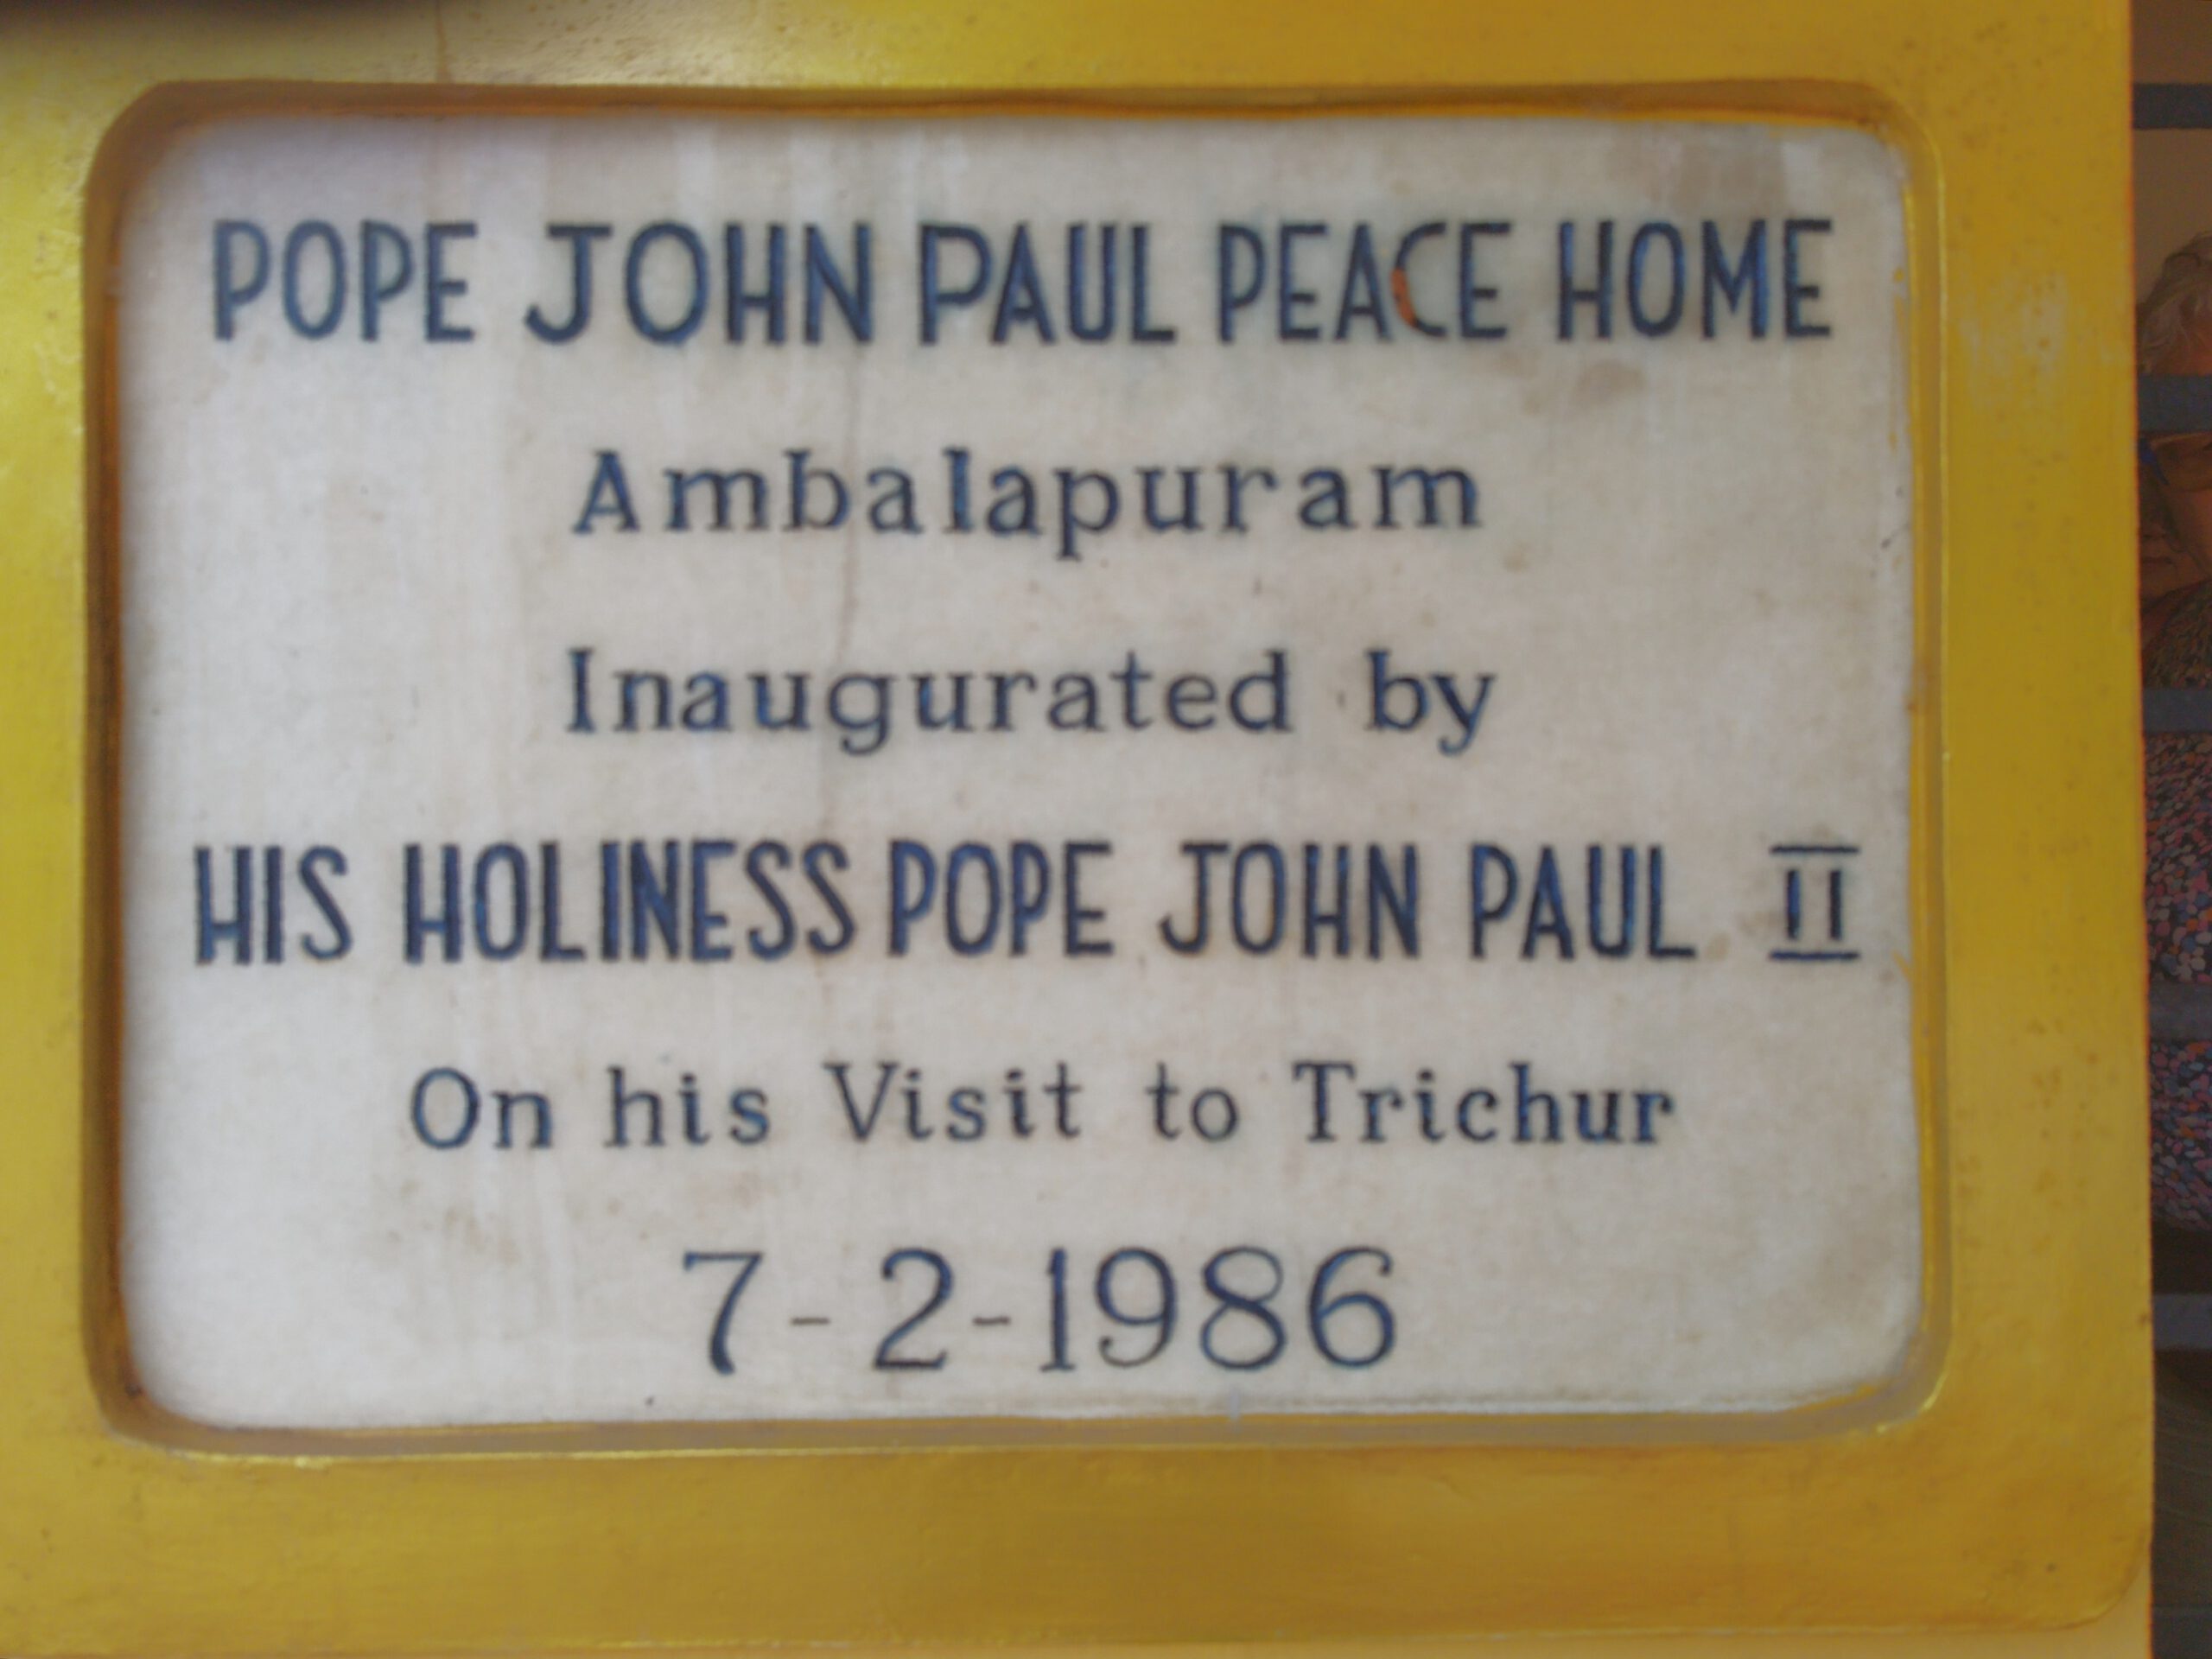 POPE JOHN PAUL PEACE HOME
Ambalapuram
Inaugurated by
HIS HOLINESS POPE JOHN PAUL II
On his Visit to Trichur
7-2-1986